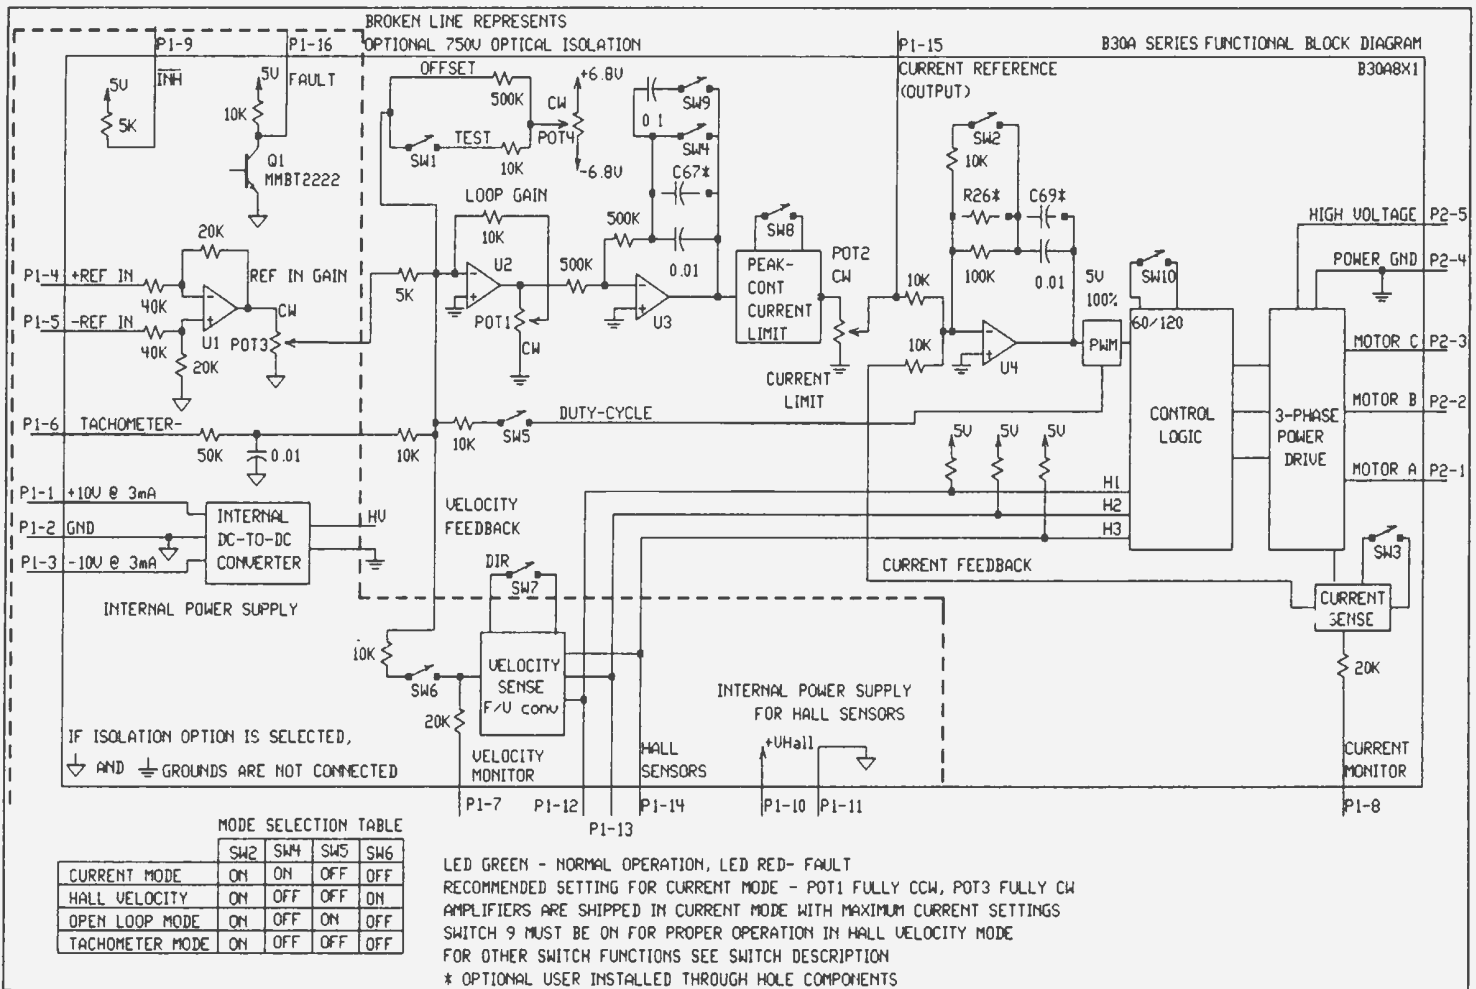 BROKEN LINE REPRESENTS
OPTIONAL 750V OPTICAL ISOLATION
B30A SERIES FUNCTIONAL BLOCK DIAGRAM
B30A8X1
P1-9
P1-16
P1-15
INH
5V
FAULT
5V
5K
10K
Q1
MMBT2222
OFFSET
500K
CW
POT4
+6.8V
-6.8V
SW1
TEST
10K
SW9
0.1
SW4
C67*
0.01
CURRENT REFERENCE
(OUTPUT)
SW2
10K
R26*
C69*
100K
0.01
HIGH VOLTAGE P2-5
POWER GND P2-4
MOTOR C P2-3
MOTOR B P2-2
MOTOR A P2-1
P1-4 +REF IN
P1-5 -REF IN
40K
40K
20K
20K
U1
REF IN GAIN
CW
POT3
5K
LOOP GAIN
10K
U2
POT1
CW
500K
500K
U3
SW8
PEAK-
CONT
CURRENT
LIMIT
POT2
CW
CURRENT
LIMIT
10K
10K
U4
5V
100%
PWM
SW10
60/120
CONTROL
LOGIC
3-PHASE
POWER
DRIVE
P1-6 TACHOMETER-
50K
0.01
10K
10K
SW5
DUTY-CYCLE
5V
5V
5V
H1
H2
H3
P1-1 +10V @ 3mA
P1-2 GND
P1-3 -10V @ 3mA
INTERNAL
DC-TO-DC
CONVERTER
HV
INTERNAL POWER SUPPLY
VELOCITY
FEEDBACK
CURRENT FEEDBACK
SW3
CURRENT
SENSE
20K
DIR
SW7
10K
SW6
20K
VELOCITY
SENSE
F/V conv
INTERNAL POWER SUPPLY
FOR HALL SENSORS
+VHall
IF ISOLATION OPTION IS SELECTED,
AND GROUNDS ARE NOT CONNECTED
VELOCITY
MONITOR
HALL
SENSORS
CURRENT
MONITOR
P1-7
P1-12
P1-13
P1-14
P1-10
P1-11
P1-8
MODE SELECTION TABLE
SW2 SW4 SW5 SW6
CURRENT MODE ON ON OFF OFF
HALL VELOCITY ON OFF OFF ON
OPEN LOOP MODE ON OFF ON OFF
TACHOMETER MODE ON OFF OFF OFF
LED GREEN - NORMAL OPERATION, LED RED- FAULT
RECOMMENDED SETTING FOR CURRENT MODE - POT1 FULLY CCW, POT3 FULLY CW
AMPLIFIERS ARE SHIPPED IN CURRENT MODE WITH MAXIMUM CURRENT SETTINGS
SWITCH 9 MUST BE ON FOR PROPER OPERATION IN HALL VELOCITY MODE
FOR OTHER SWITCH FUNCTIONS SEE SWITCH DESCRIPTION
* OPTIONAL USER INSTALLED THROUGH HOLE COMPONENTS